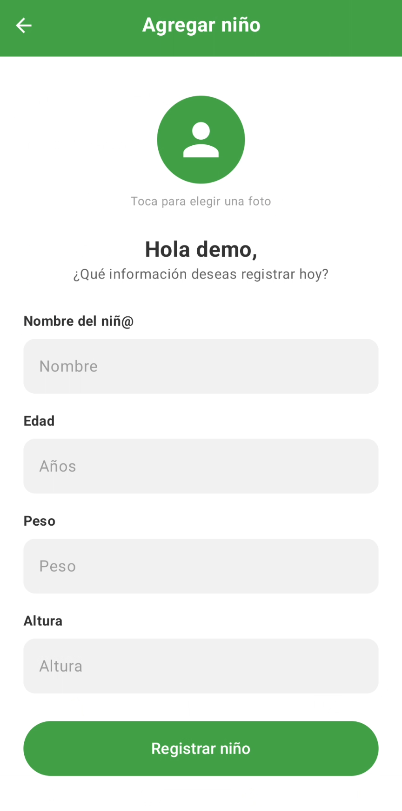 Agregar niño
Toca para elegir una foto
Hola demo,
¿Qué información deseas registrar hoy?
Nombre del niñ@
Nombre
Edad
Años
Peso
Peso
Altura
Altura
Registrar niño